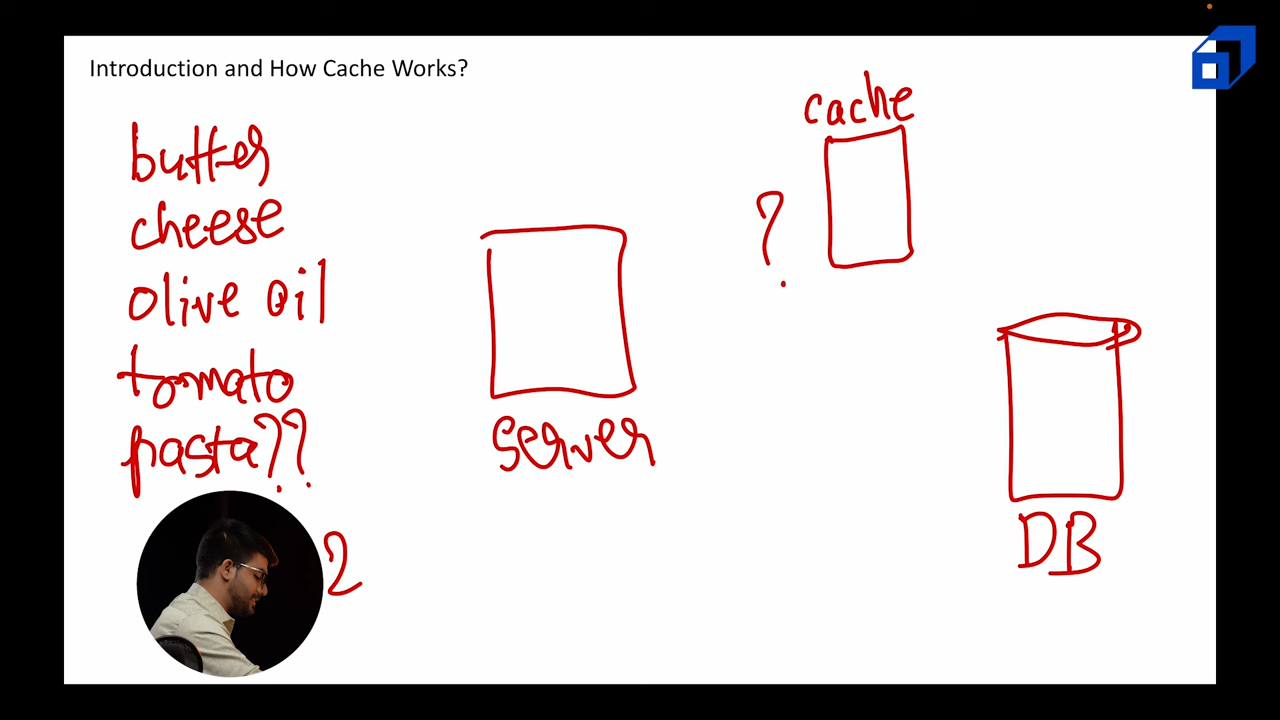 Introduction and How Cache Works?
butter
cheese
olive oil
tomato
pasta??
2
server
cache
?
DB